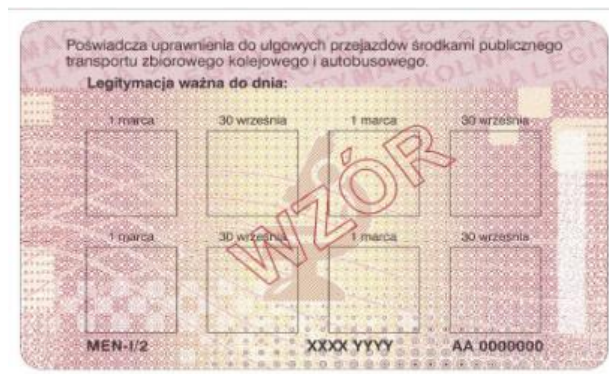 Poświadcza uprawnienia do ulgowych przejazdów środkami publicznego
transportu zbiorowego kolejowego i autobusowego.
Legitymacja ważna do dnia:
1 marca 30 września 1 marca 30 września
WZÓR
1 marca 30 września 1 marca 30 września
MEN-I/2 XXXX YYYY AA 0000000